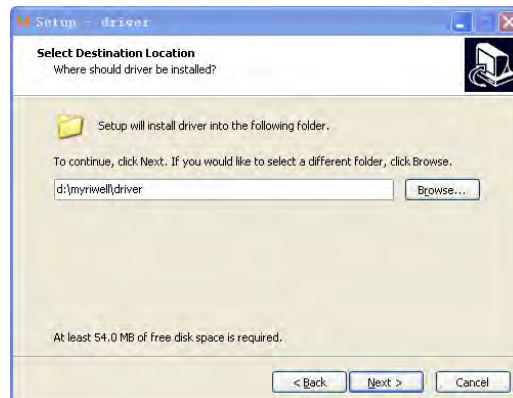 Setup - driver
Select Destination Location
Where should driver be installed?
Setup will install driver into the following folder.
To continue, click Next. If you would like to select a different folder, click Browse.
d:\myriwell\driver
Browse...
At least 54.0 MB of free disk space is required.
< Back
Next >
Cancel